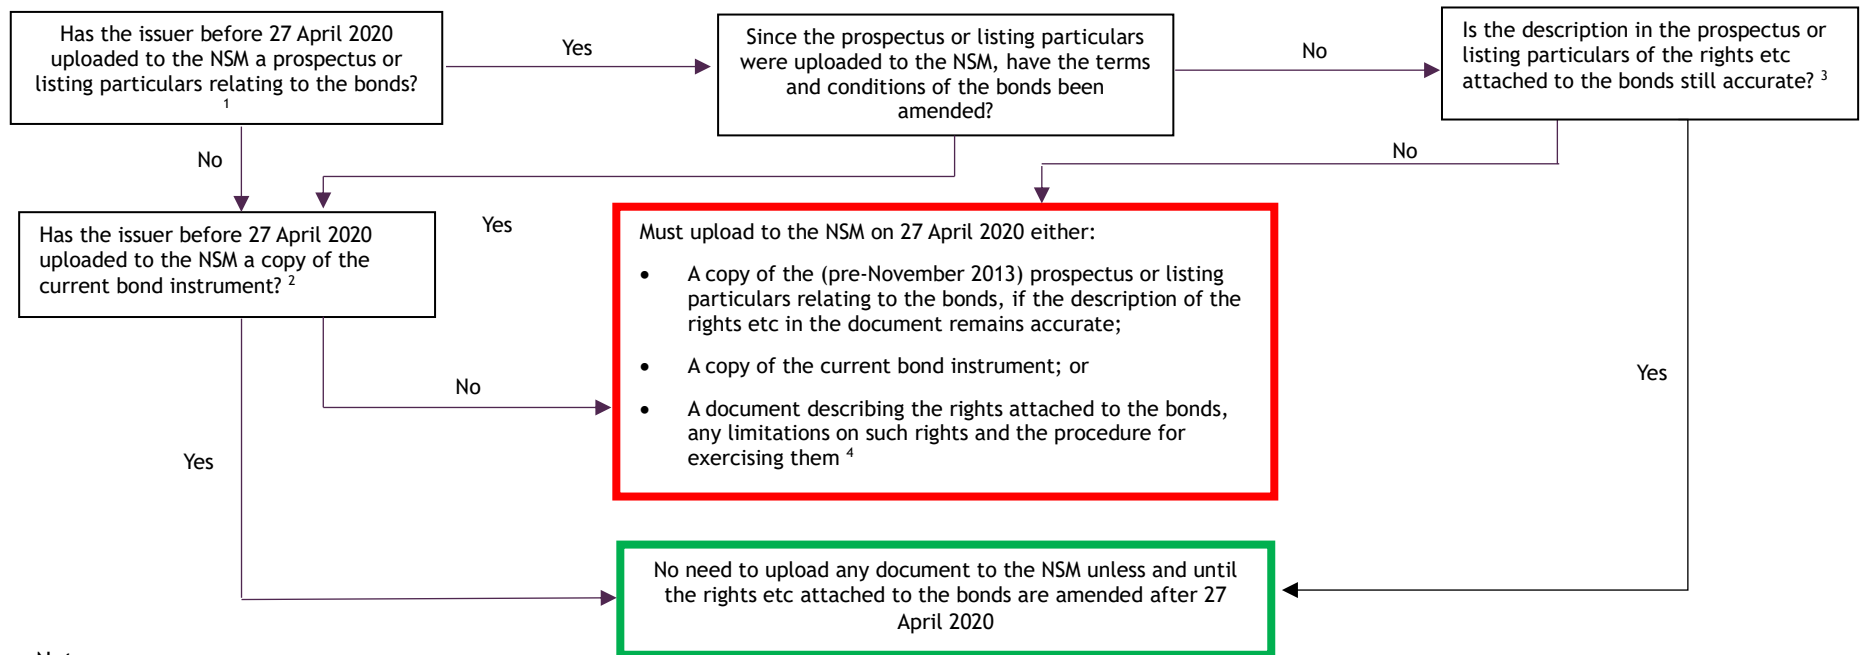 Has the issuer before 27 April 2020
uploaded to the NSM a prospectus or
listing particulars relating to the bonds?
1
Yes
Since the prospectus or listing particulars
were uploaded to the NSM, have the terms
and conditions of the bonds been
amended?
No
Is the description in the prospectus or
listing particulars of the rights etc
attached to the bonds still accurate? 3
No
No
Has the issuer before 27 April 2020
uploaded to the NSM a copy of the
current bond instrument? 2
Yes
Must upload to the NSM on 27 April 2020 either:
• A copy of the (pre-November 2013) prospectus or listing
particulars relating to the bonds, if the description of the
rights etc in the document remains accurate;
• A copy of the current bond instrument; or
• A document describing the rights attached to the bonds,
any limitations on such rights and the procedure for
exercising them 4
No
Yes
Yes
No need to upload any document to the NSM unless and until
the rights etc attached to the bonds are amended after 27
April 2020